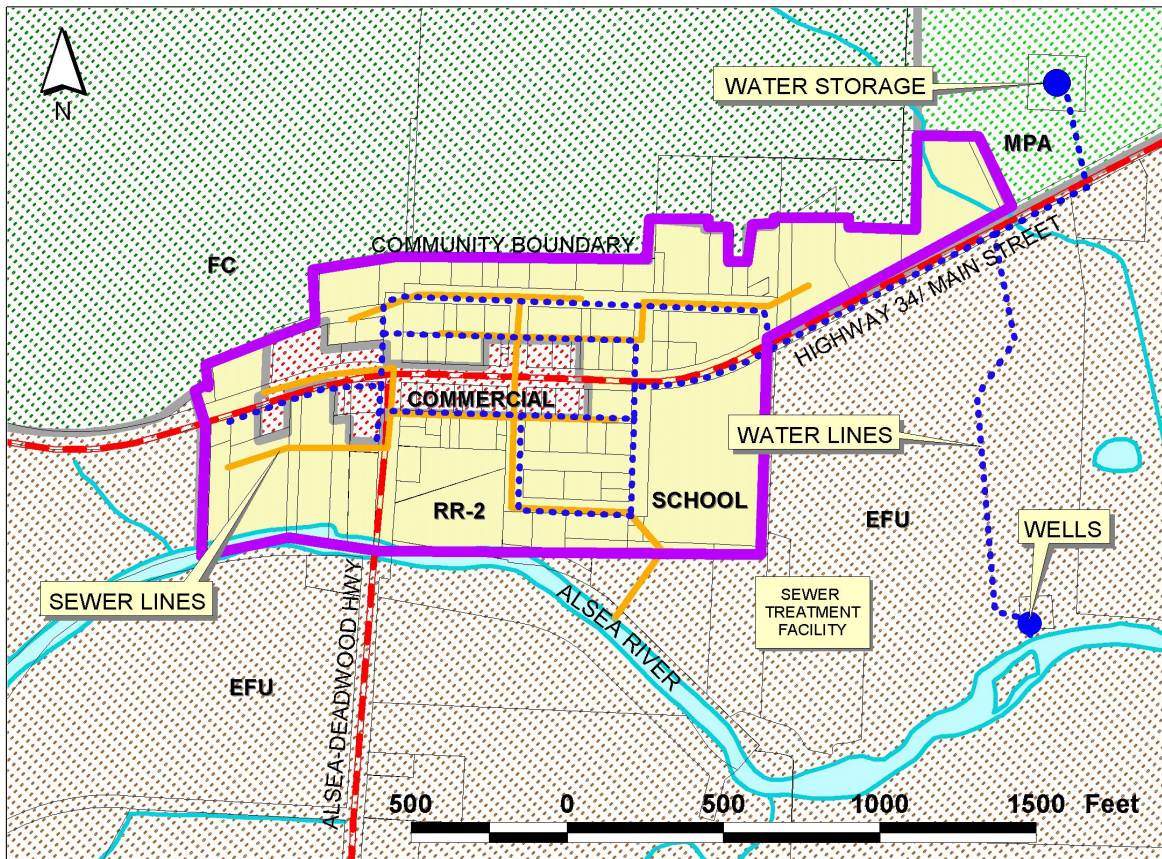 N
WATER STORAGE
MPA
COMMUNITY BOUNDARY
FC
HIGHWAY 34/ MAIN STREET
COMMERCIAL
WATER LINES
SCHOOL
RR-2
EFU
WELLS
SEWER LINES
SEWER
TREATMENT
FACILITY
ALSEA RIVER
ALSEA-DEADWOOD HWY
EFU
500 0 500 1000 1500 Feet